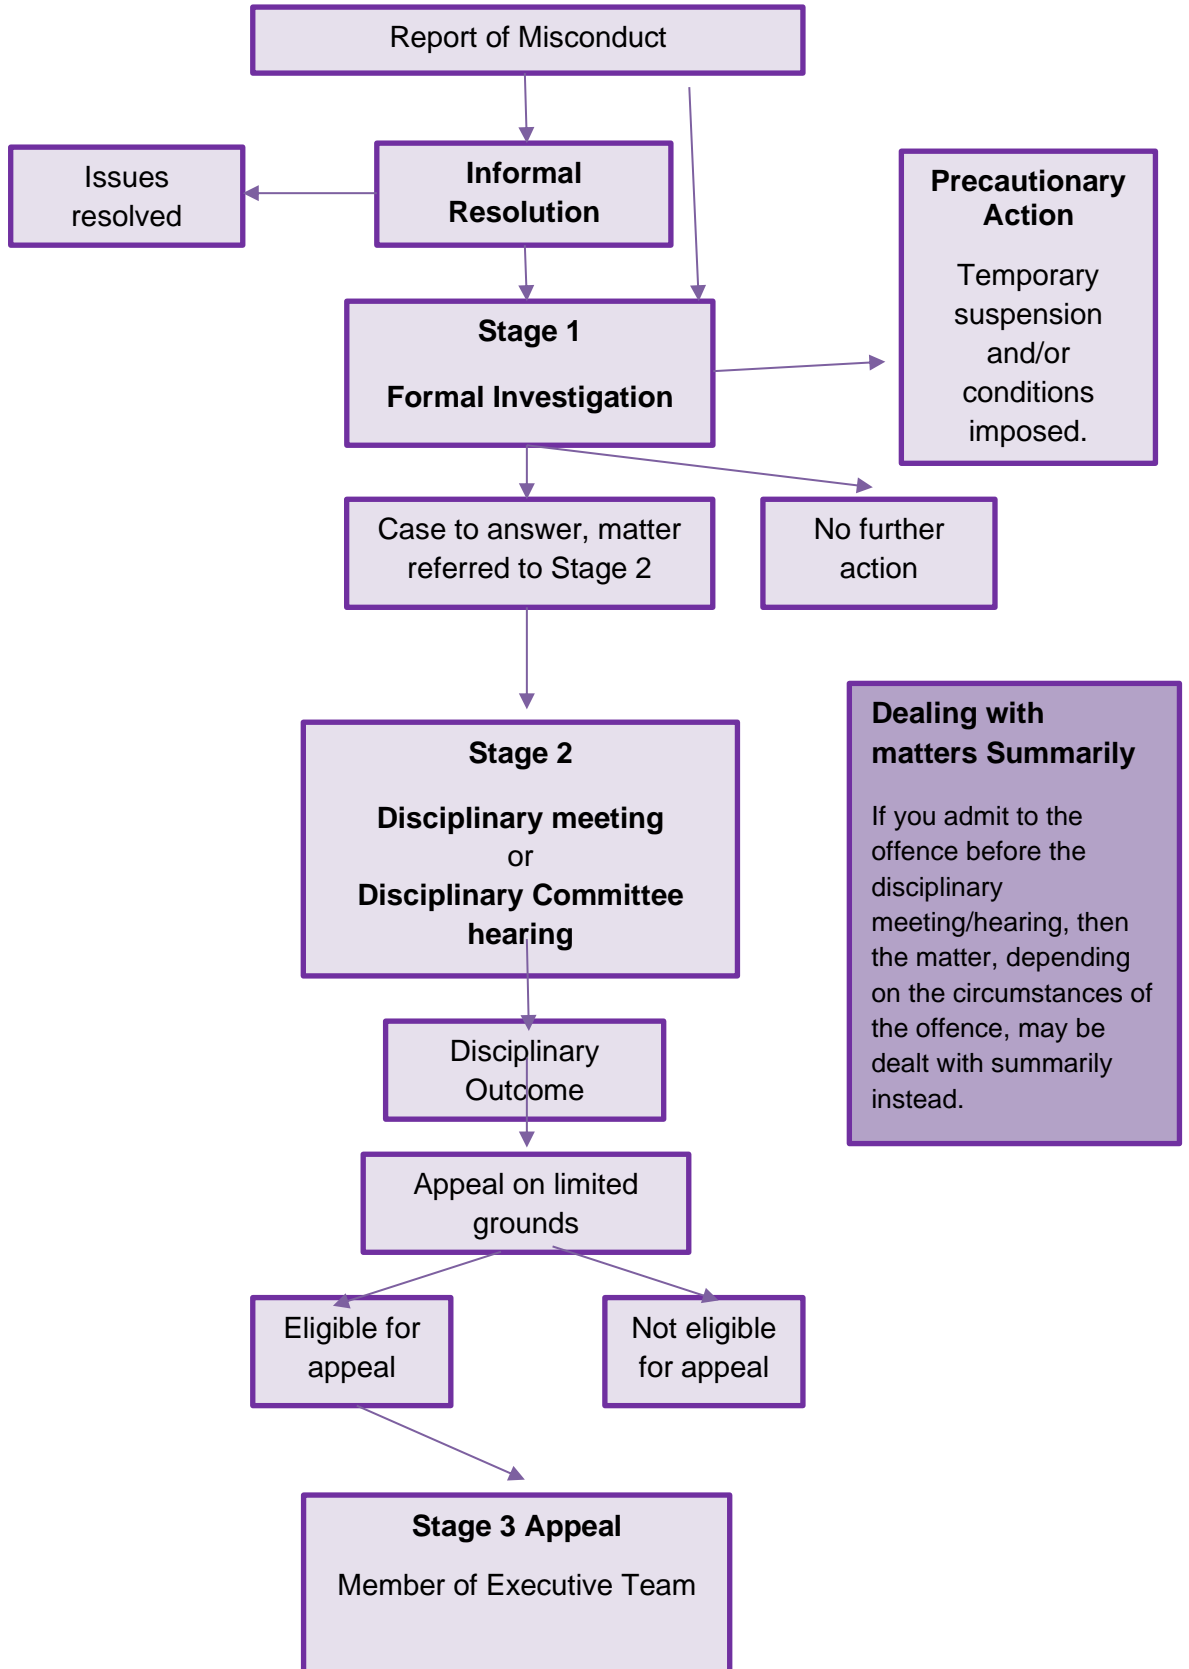 Report of Misconduct
Issues
resolved
Informal
Resolution
Precautionary
Action
Temporary
suspension
and/or
conditions
imposed.
Stage 1
Formal Investigation
Case to answer, matter
referred to Stage 2
No further
action
Stage 2
Disciplinary meeting
or
Disciplinary Committee
hearing
Dealing with
matters Summarily
If you admit to the
offence before the
disciplinary
meeting/hearing, then
the matter, depending
on the circumstances of
the offence, may be
dealt with summarily
instead.
Disciplinary
Outcome
Appeal on limited
grounds
Eligible for
appeal
Not eligible
for appeal
Stage 3 Appeal
Member of Executive Team